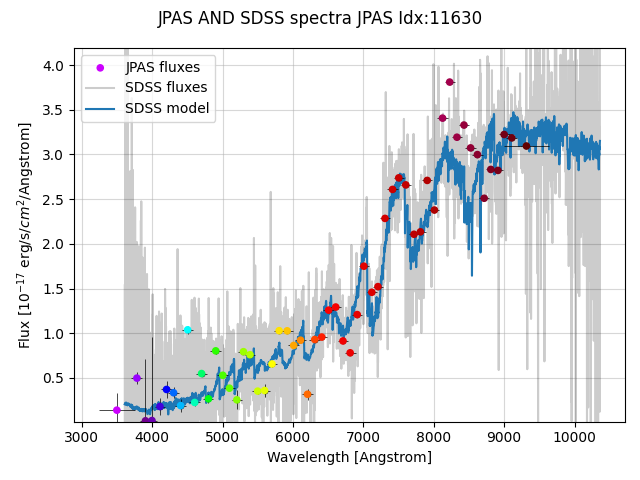 JPAS AND SDSS spectra JPAS Idx:11630
JPAS fluxes
SDSS fluxes
SDSS model
Flux [10⁻¹⁷ erg/s/cm²/Angstrom]
4.0
3.5
3.0
2.5
2.0
1.5
1.0
0.5
3000 4000 5000 6000 7000 8000 9000 10000
Wavelength [Angstrom]